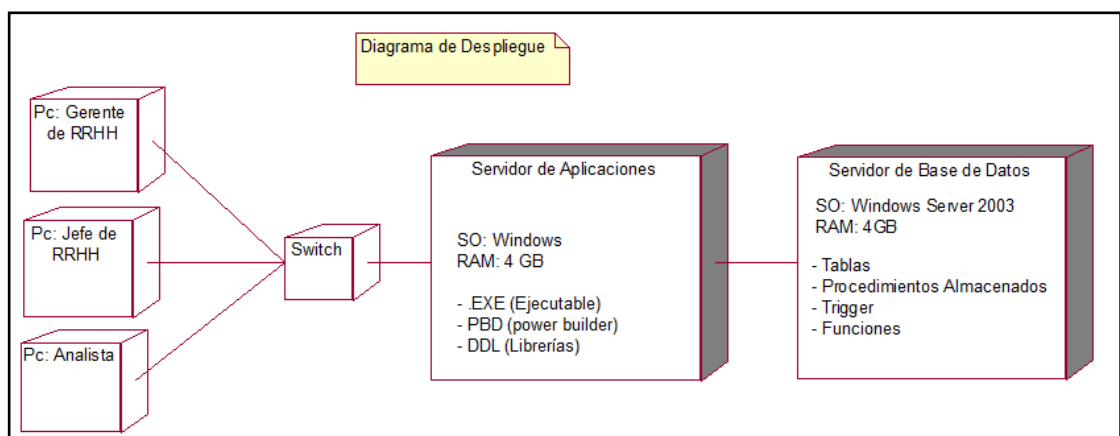 Diagrama de Despliegue
Pc: Gerente
de RRHH
Pc: Jefe de
RRHH
Pc: Analista
Switch
Servidor de Aplicaciones
SO: Windows
RAM: 4 GB
- .EXE (Ejecutable)
- PBD (power builder)
- DDL (Librerías)
Servidor de Base de Datos
SO: Windows Server 2003
RAM: 4GB
- Tablas
- Procedimientos Almacenados
- Trigger
- Funciones